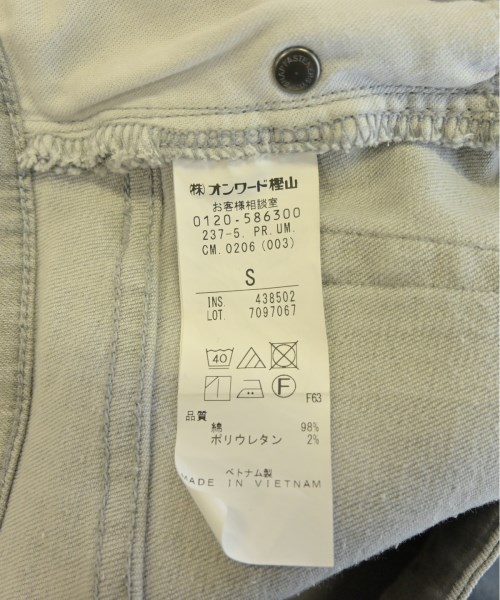 ㈱ オンワード樫山
お客様相談室
0120-586300
237-5. PR. UM.
CM. 0206 (003)
S
INS. 438502
LOT. 7097067
40
F
F63
品質
綿 98%
ポリウレタン 2%
ベトナム製
MADE IN VIETNAM